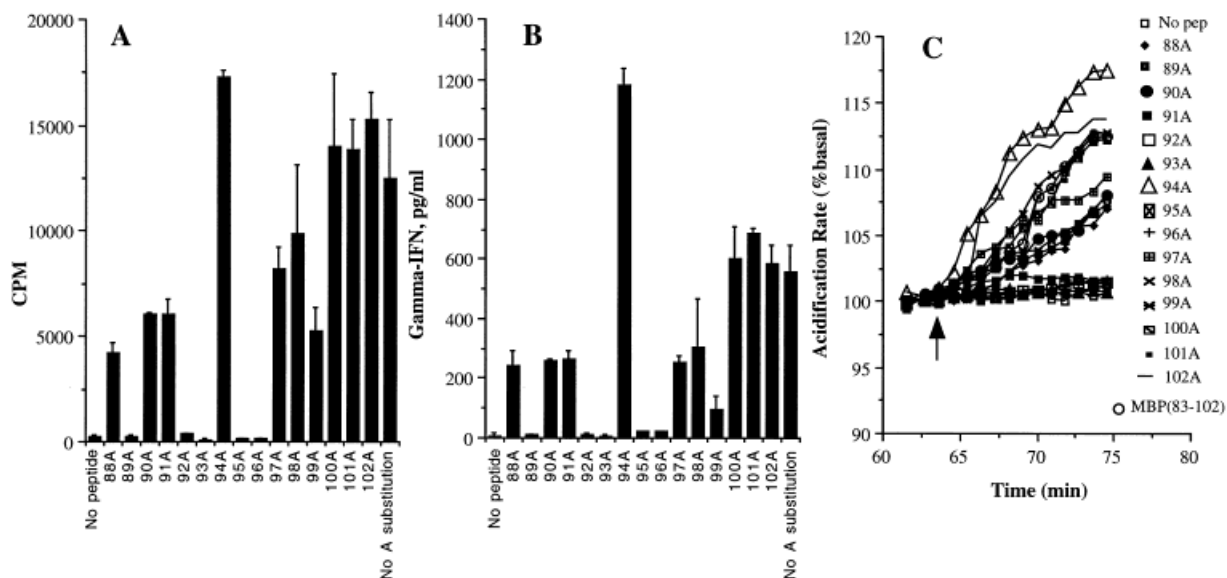 A
20000
15000
10000
5000
0
CPM
No peptide
88A
89A
90A
91A
92A
93A
94A
95A
96A
97A
98A
99A
100A
101A
102A
No A substitution
B
1400
1200
1000
800
600
400
200
0
Gamma-IFN, pg/ml
No peptide
88A
89A
90A
91A
92A
93A
94A
95A
96A
97A
98A
99A
100A
101A
102A
No A substitution
C
120
115
110
105
100
95
90
Acidification Rate (%basal)
60
65
70
75
80
Time (min)
No pep
88A
89A
90A
91A
92A
93A
94A
95A
96A
97A
98A
99A
100A
101A
102A
MBP(83-102)